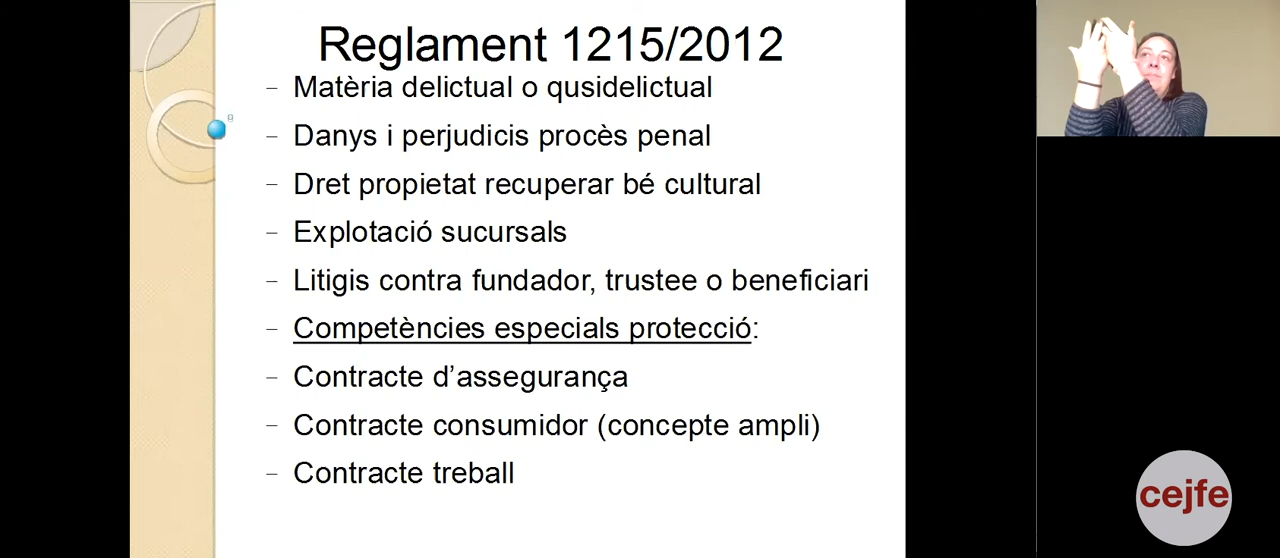 Reglament 1215/2012
– Matèria delictual o qusidelictual
9
– Danys i perjudicis procès penal
– Dret propietat recuperar bé cultural
– Explotació sucursals
– Litigis contra fundador, trustee o beneficiari
– Competències especials protecció:
– Contracte d’assegurança
– Contracte consumidor (concepte ampli)
– Contracte treball
cejfe